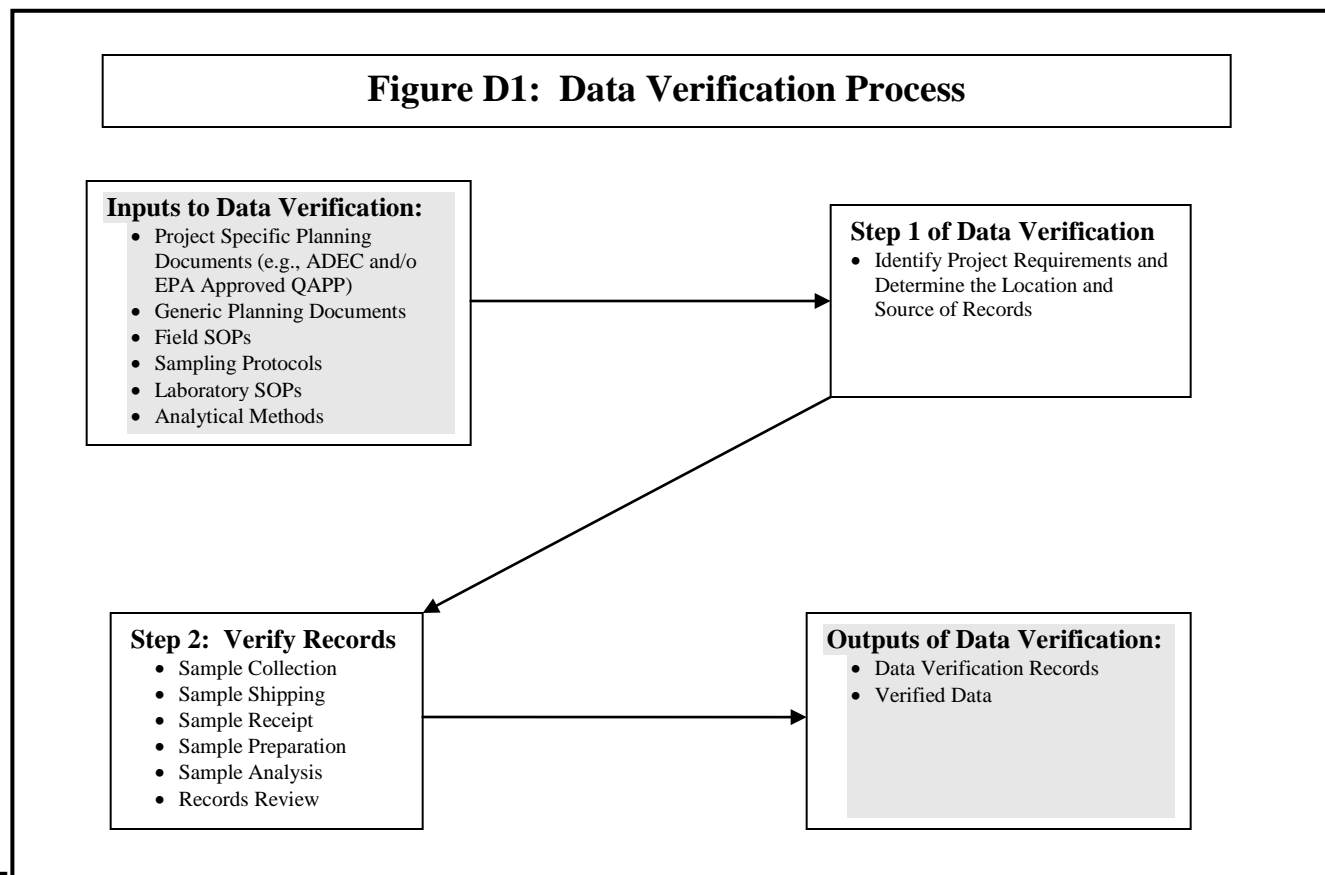 Figure D1:  Data Verification Process
Inputs to Data Verification:
• Project Specific Planning
Documents (e.g., ADEC and/o
EPA Approved QAPP)
• Generic Planning Documents
• Field SOPs
• Sampling Protocols
• Laboratory SOPs
• Analytical Methods
Step 1 of Data Verification
• Identify Project Requirements and
Determine the Location and
Source of Records
Step 2:  Verify Records
• Sample Collection
• Sample Shipping
• Sample Receipt
• Sample Preparation
• Sample Analysis
• Records Review
Outputs of Data Verification:
• Data Verification Records
• Verified Data